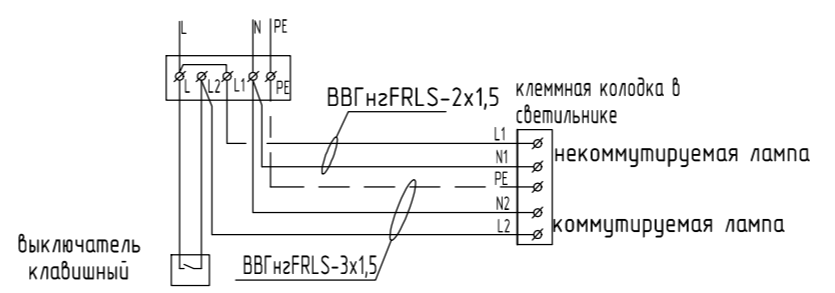 L N PE
L L2 L1 PE
ВВГнгFRLS-2х1,5
клеммная колодка в
светильнике
L1
N1
некоммутируемая лампа
PE
N2
L2
коммутируемая лампа
выключатель
клавишный
ВВГнгFRLS-3х1,5